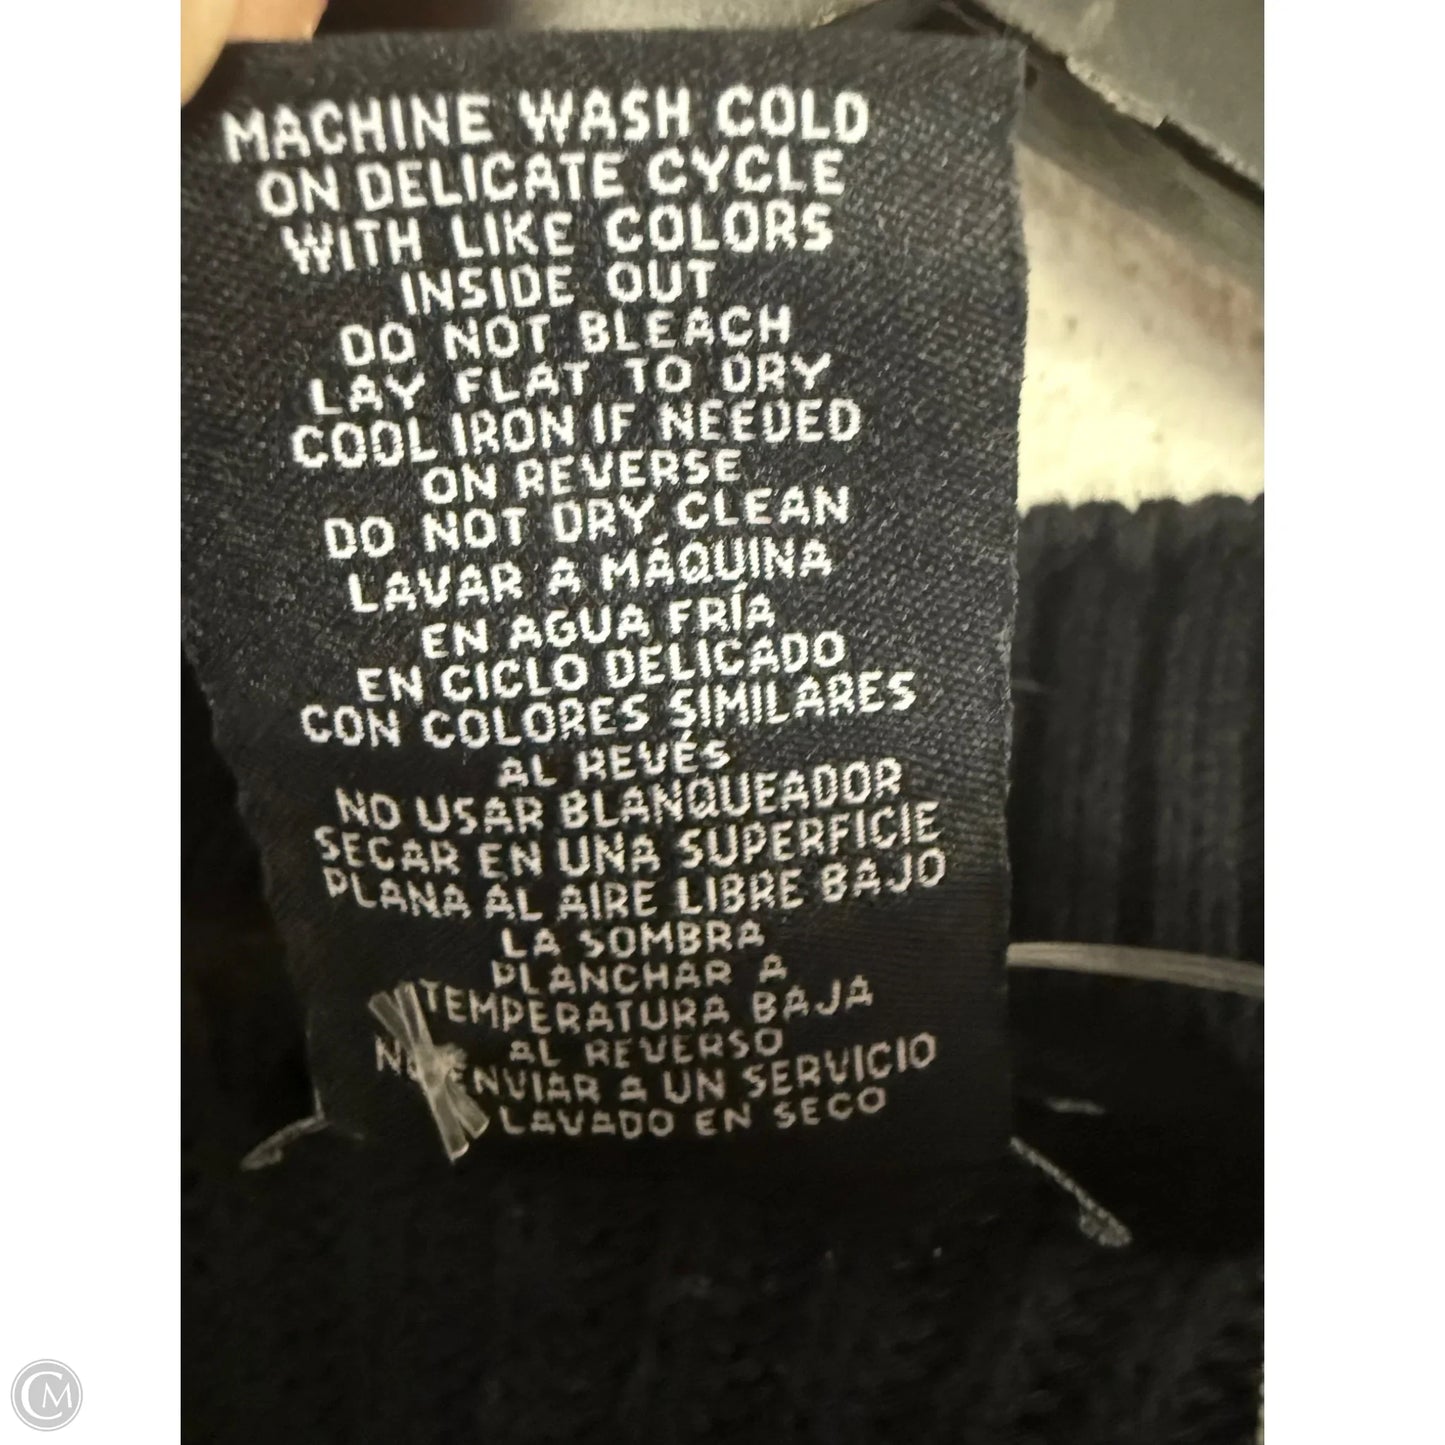 MACHINE WASH COLD
ON DELICATE CYCLE
WITH LIKE COLORS
INSIDE OUT
DO NOT BLEACH
LAY FLAT TO DRY
COOL IRON IF NEEDED
ON REVERSE
DO NOT DRY CLEAN
LAVAR A MÁQUINA
EN AGUA FRÍA
EN CICLO DELICADO
CON COLORES SIMILARES
AL REVÉS
NO USAR BLANQUEADOR
SECAR EN UNA SUPERFICIE
PLANA AL AIRE LIBRE BAJO
LA SOMBRA
PLANCHAR A
TEMPERATURA BAJA
AL REVERSO
ENVIAR A UN SERVICIO
LAVADO EN SECO
CM